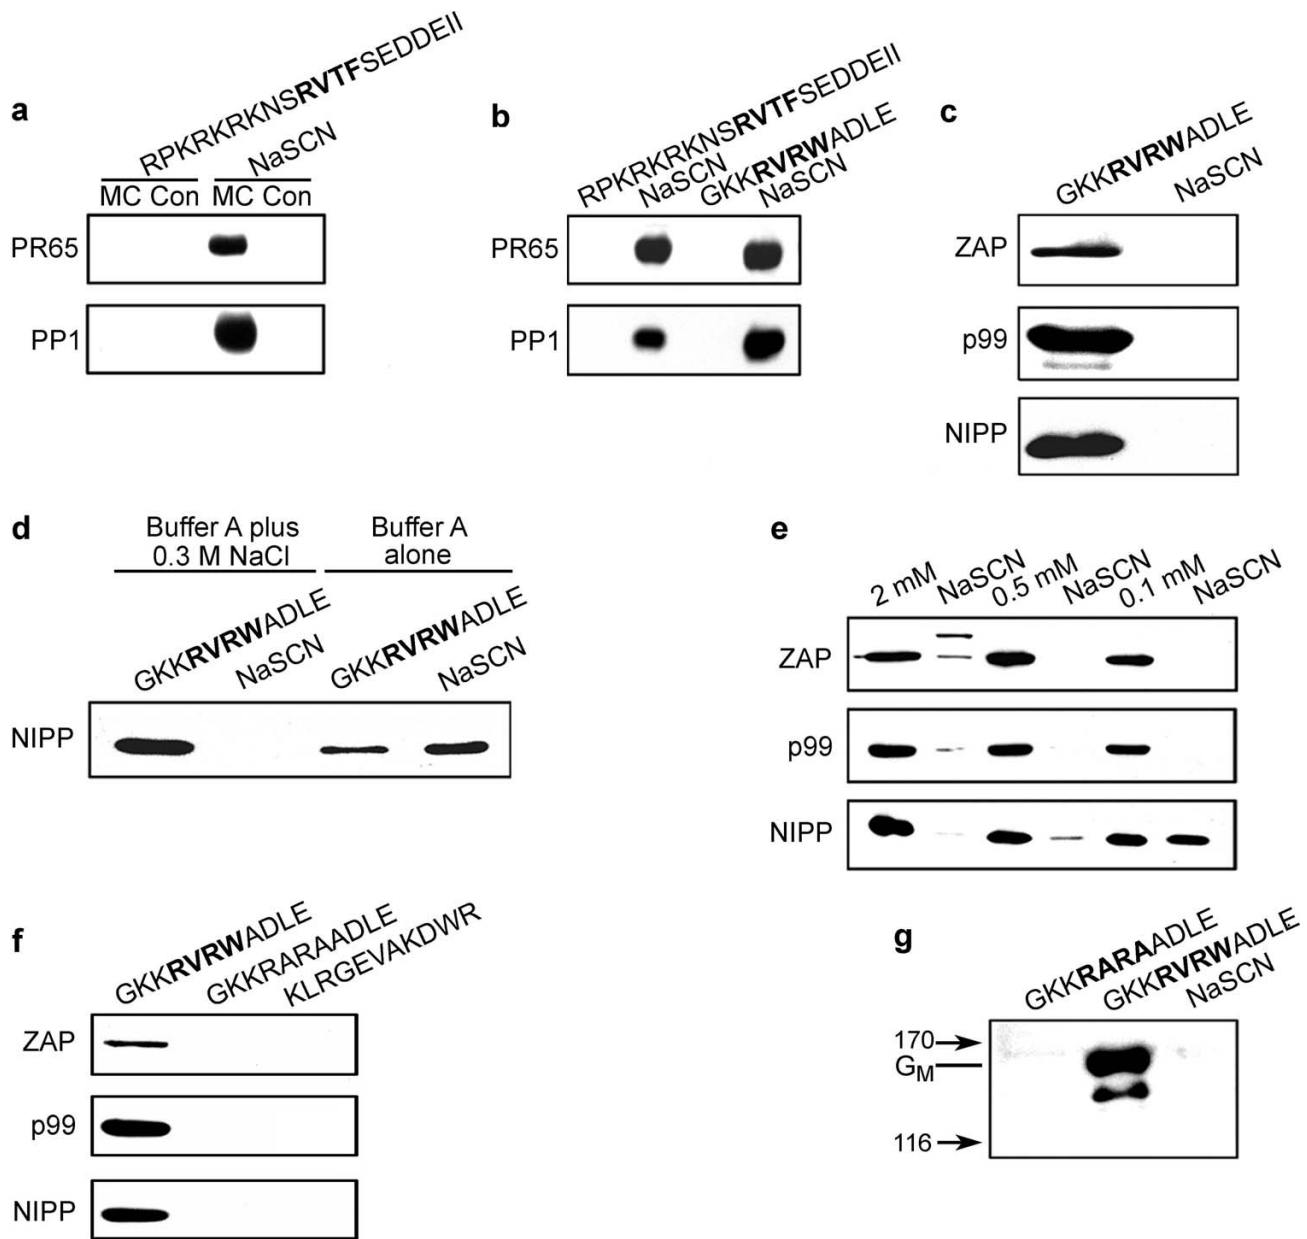 a
RPKRKRKNSRVTFSEDDEII
NaSCN
MC Con MC Con
PR65
PP1
b
RPKRKRKNSRVTFSEDDEII
NaSCN
GKKRVRWADLE
NaSCN
PR65
PP1
c
GKKRVRWADLE
NaSCN
ZAP
p99
NIPP
d
Buffer A plus
0.3 M NaCl
Buffer A
alone
GKKRVRWADLE
NaSCN
GKKRVRWADLE
NaSCN
NIPP
e
2 mM
NaSCN
0.5 mM
NaSCN
0.1 mM
NaSCN
ZAP
p99
NIPP
f
GKKRVRWADLE
GKKRARAADLE
KLRGEVAKDWR
ZAP
p99
NIPP
g
GKKRARAADLE
GKKRVRWADLE
NaSCN
170
GM
116